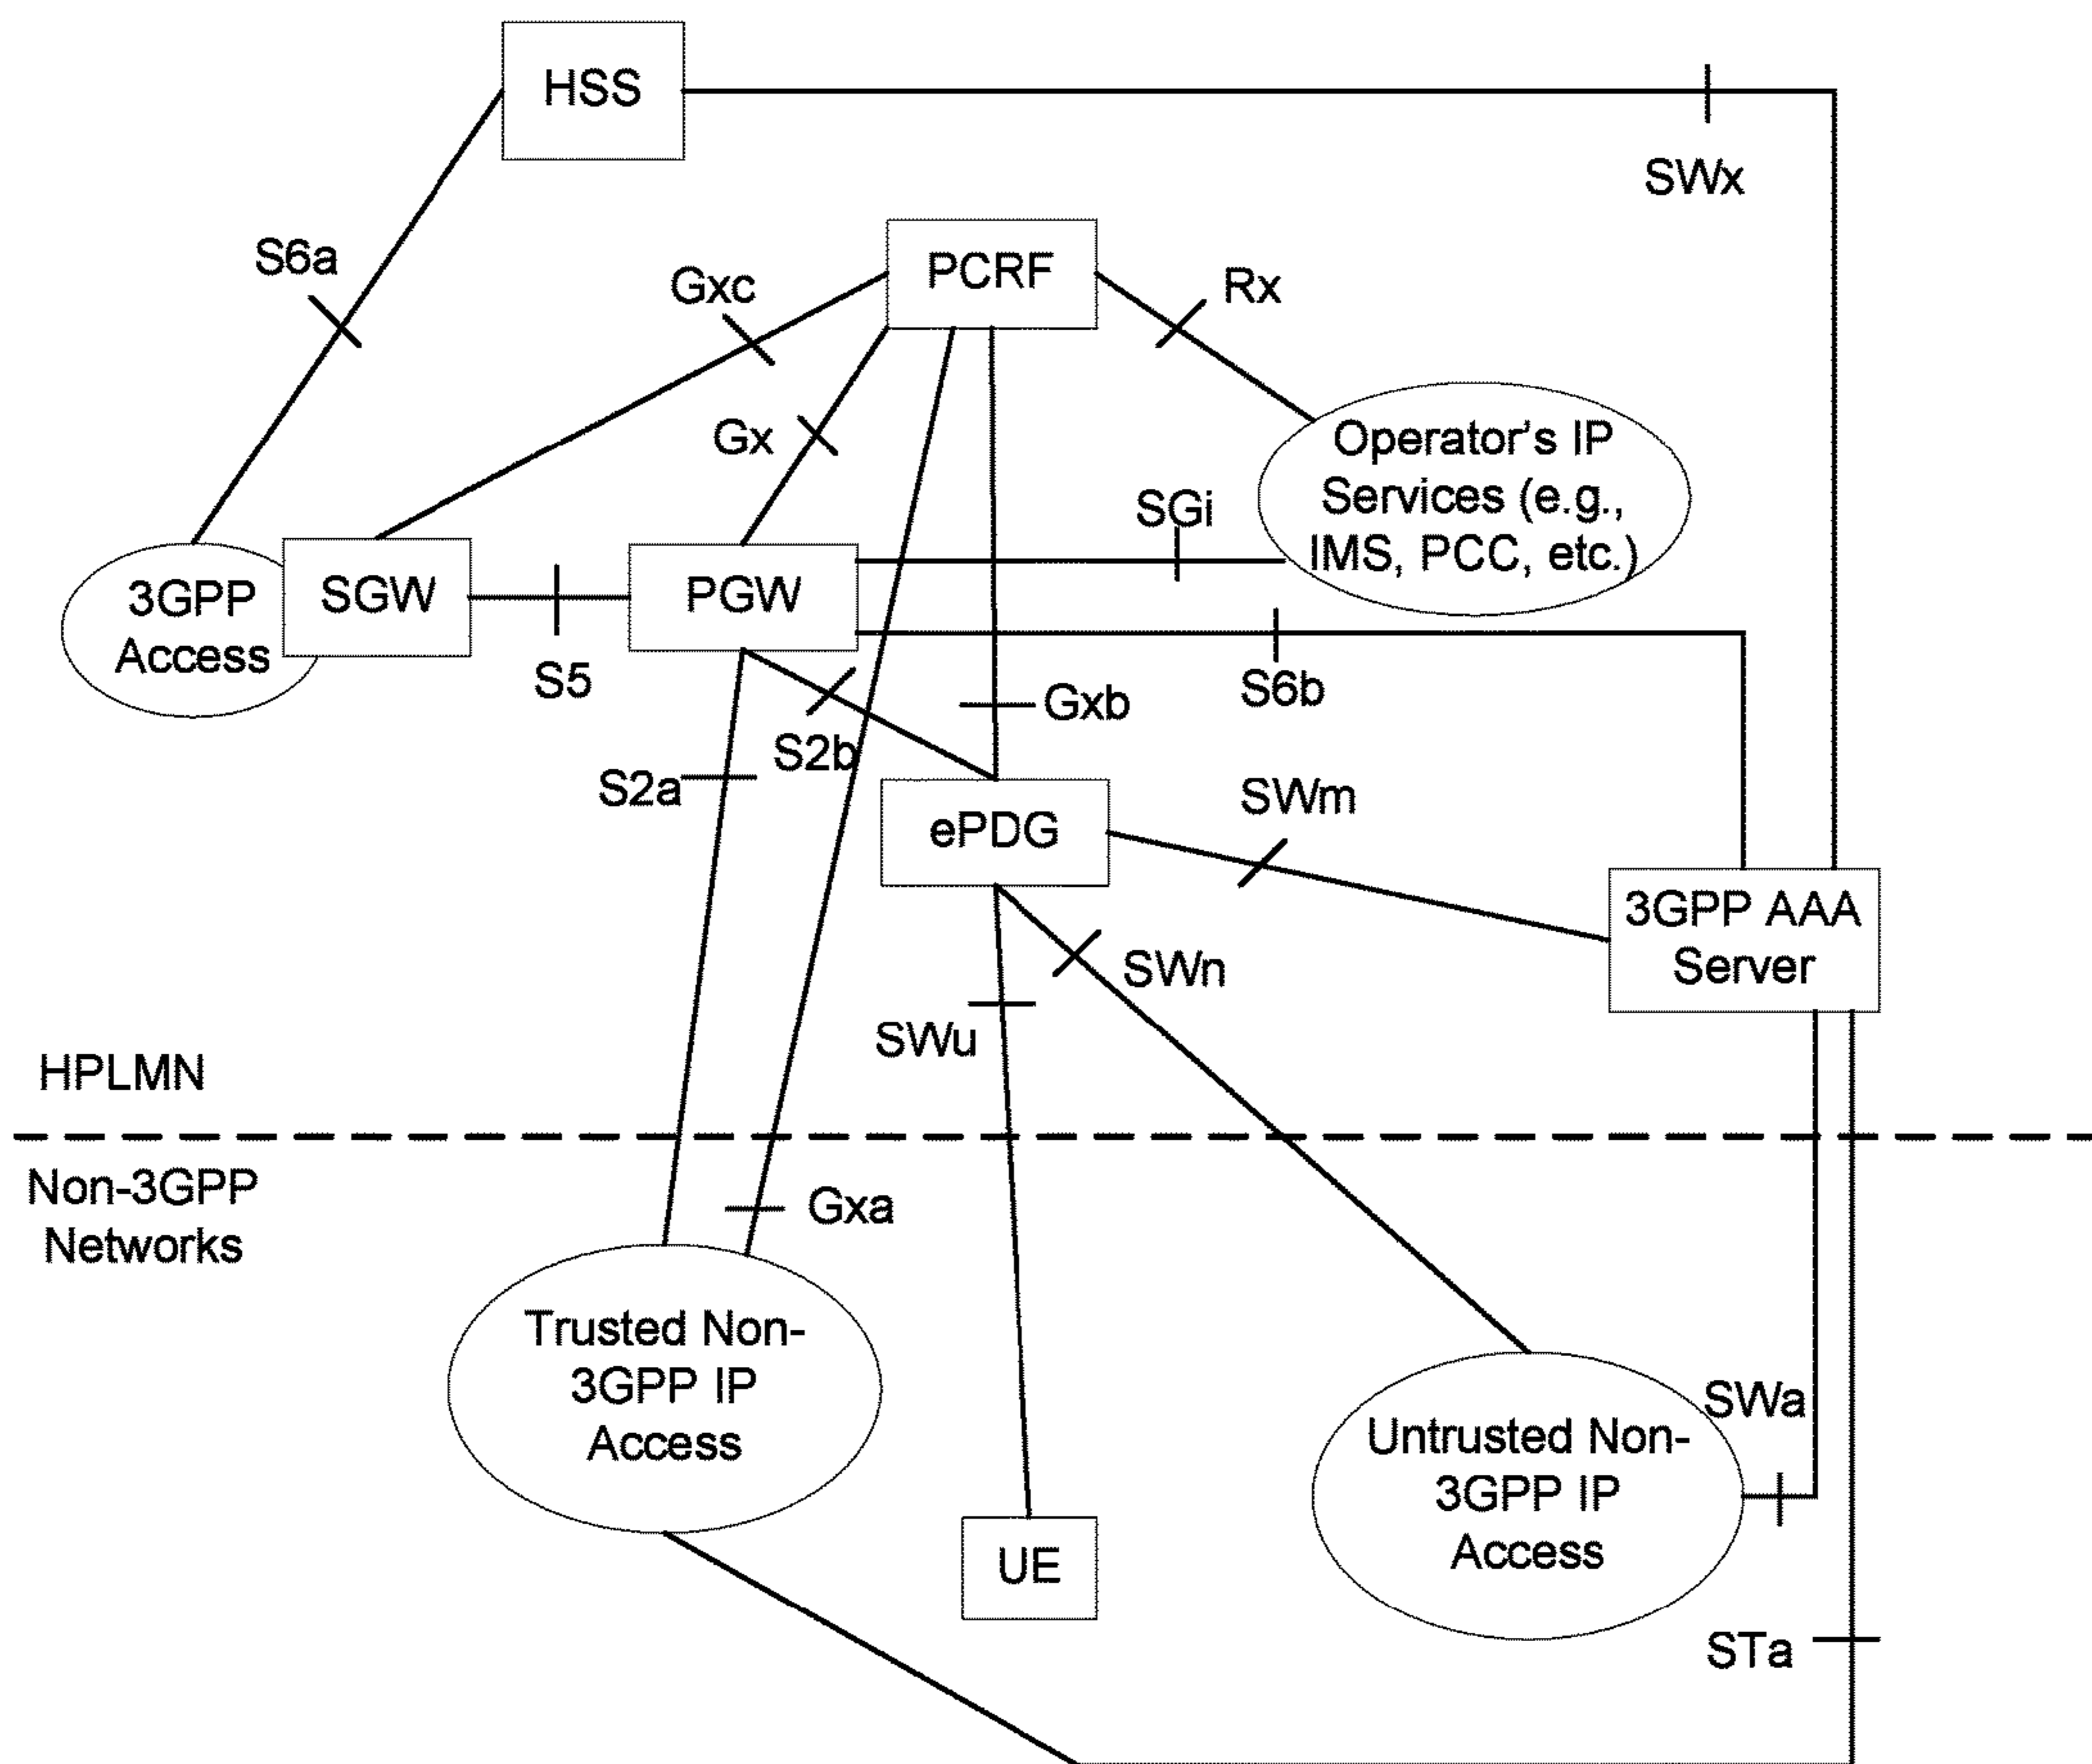 HSS
SWx
S6a
PCRF
Gxc
Rx
Gx
Operator's IP
Services (e.g.,
IMS, PCC, etc.)
SGi
3GPP
Access
SGW
PGW
S5
S6b
Gxb
S2b
S2a
ePDG
SWm
3GPP AAA
Server
SWn
SWu
HPLMN
Non-3GPP
Networks
Gxa
Trusted Non-
3GPP IP
Access
SWa
Untrusted Non-
3GPP IP
Access
UE
STa